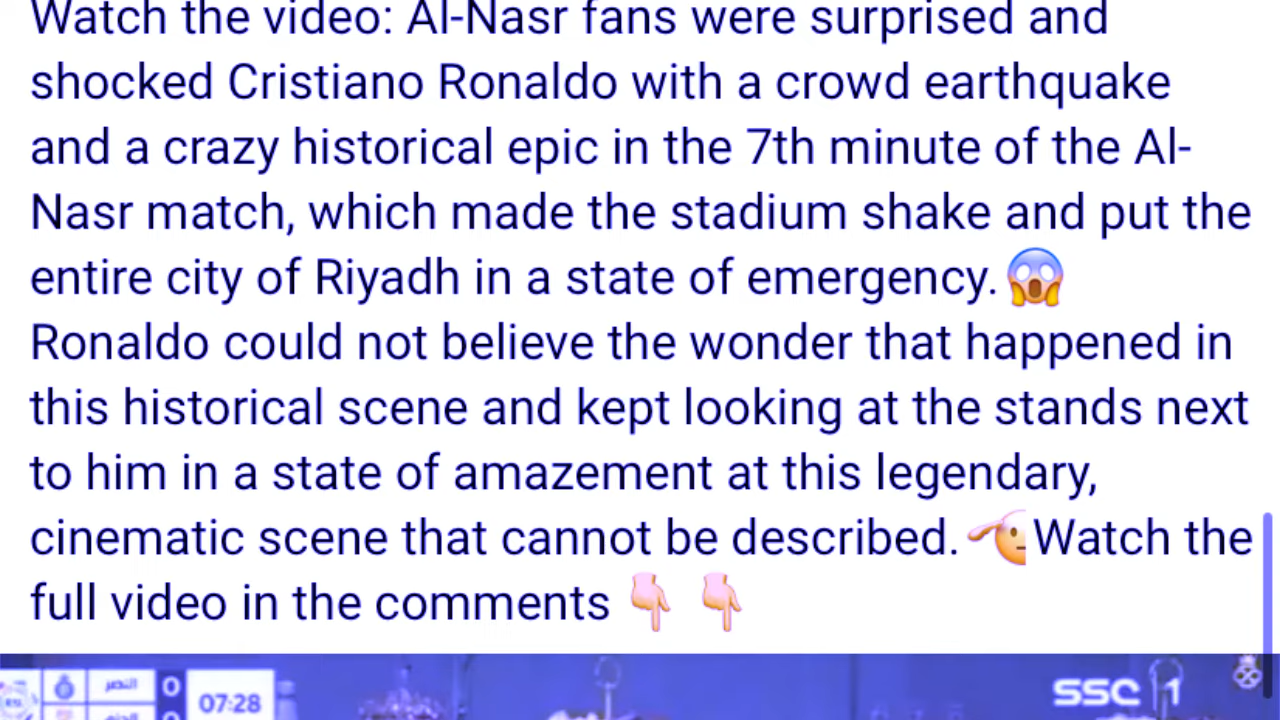 Watch the video: Al-Nasr fans were surprised and
shocked Cristiano Ronaldo with a crowd earthquake
and a crazy historical epic in the 7th minute of the Al-
Nasr match, which made the stadium shake and put the
entire city of Riyadh in a state of emergency.😱
Ronaldo could not believe the wonder that happened in
this historical scene and kept looking at the stands next
to him in a state of amazement at this legendary,
cinematic scene that cannot be described. Watch the
full video in the comments 👇 👇
النصر 0
07:28
SSC 1